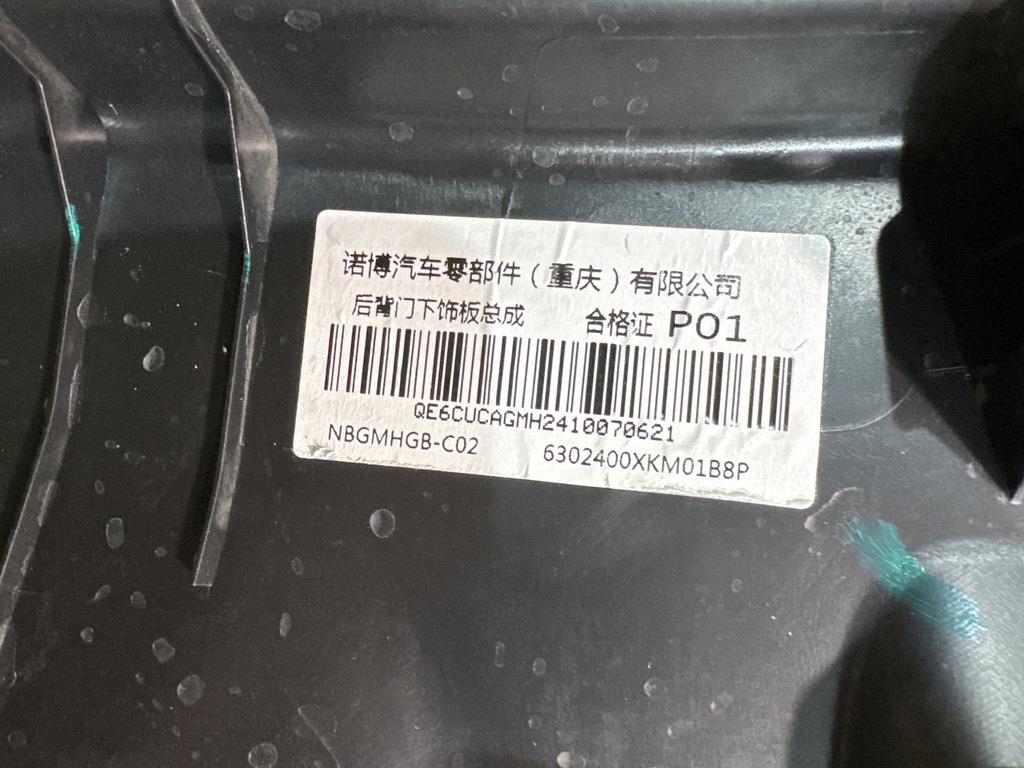 诺博汽车零部件（重庆）有限公司
后背门下饰板总成 合格证 P01
QE6CUCAGMH2410070621
NBGMHGB-C02 6302400XKM01B8P